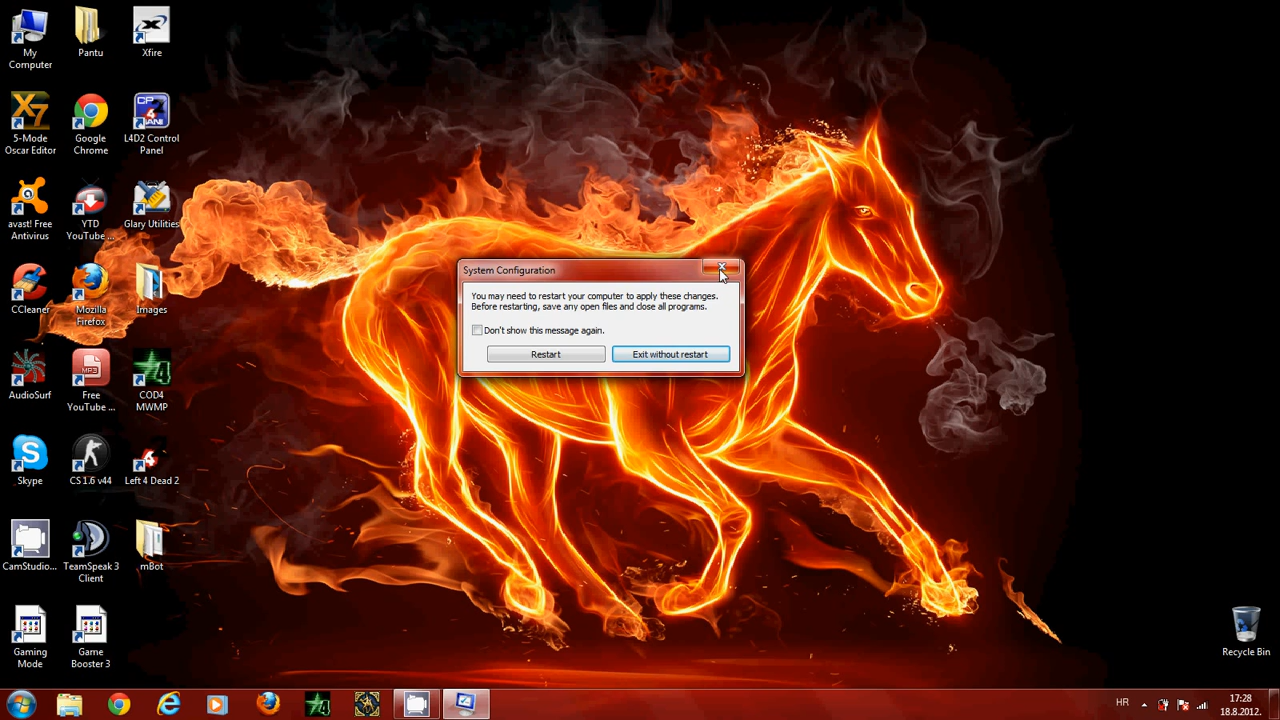 My
Computer
Pantu
Xfire
5-Mode
Oscar Editor
Google
Chrome
L4D2 Control
Panel
avast! Free
Antivirus
YTD
YouTube ...
Glary Utilities
CCleaner
Mozilla
Firefox
Images
AudioSurf
Free
YouTube ...
COD4
MWMP
Skype
CS 1.6 v44
Left 4 Dead 2
CamStudio...
TeamSpeak 3
Client
mBot
Gaming
Mode
Game
Booster 3
System Configuration
You may need to restart your computer to apply these changes.
Before restarting, save any open files and close all programs.
Don't show this message again.
Restart
Exit without restart
Recycle Bin
HR
17:28
18.8.2012.